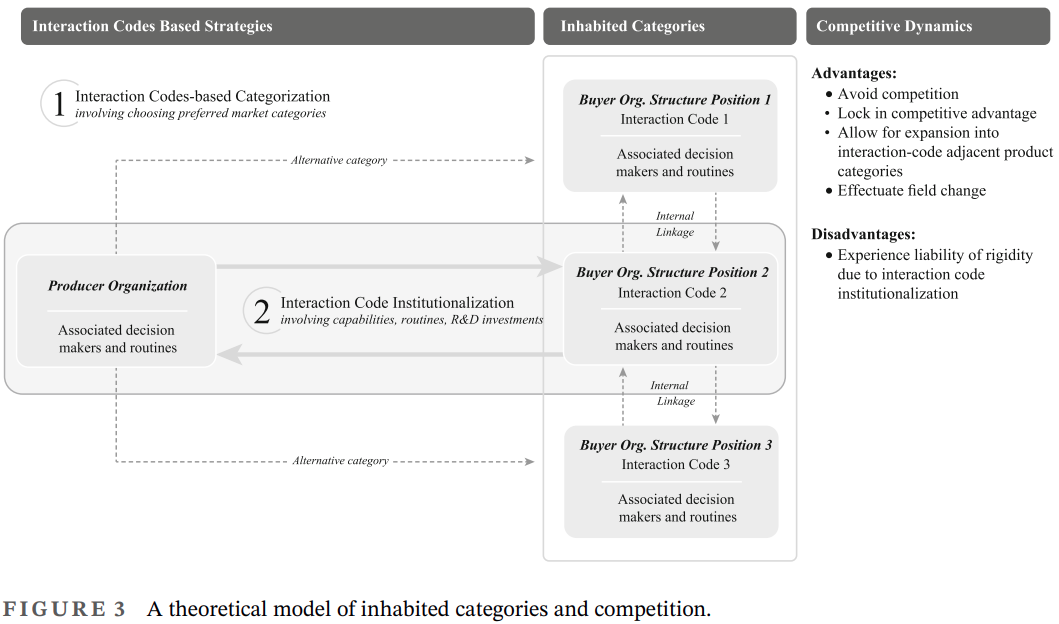 Interaction Codes Based Strategies
Inhabited Categories
Competitive Dynamics
1
Interaction Codes-based Categorization
involving choosing preferred market categories
Alternative category
Producer Organization
Associated decision
makers and routines
2
Interaction Code Institutionalization
involving capabilities, routines, R&D investments
Alternative category
Buyer Org. Structure Position 1
Interaction Code 1
Associated decision
makers and routines
Internal
Linkage
Buyer Org. Structure Position 2
Interaction Code 2
Associated decision
makers and routines
Internal
Linkage
Buyer Org. Structure Position 3
Interaction Code 3
Associated decision
makers and routines
Advantages:
● Avoid competition
• Lock in competitive advantage
• Allow for expansion into
interaction-code adjacent product
categories
● Effectuate field change
Disadvantages:
● Experience liability of rigidity
due to interaction code
institutionalization
FIGURE 3 A theoretical model of inhabited categories and competition.